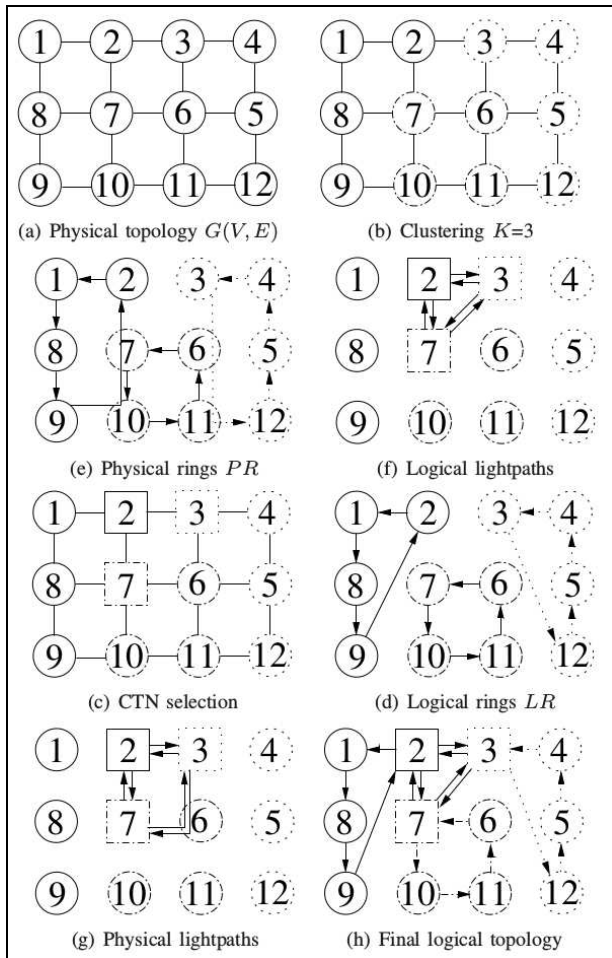 1 2 3 4 1 2 3 4
8 7 6 5 8 7 6 5
9 10 11 12 9 10 11 12
(a) Physical topology G(V, E) (b) Clustering K=3
1 2 3 4 2 3 4
8 7 6 5 8 7 6 5
9 10 11 12 9 10 11 12
(e) Physical rings PR (f) Logical lightpaths
1 2 3 4 1 2 3 4
8 7 6 5 8 7 6 5
9 10 11 12 9 10 11 12
(c) CTN selection (d) Logical rings LR
1 2 3 4 1 2 3 4
8 7 6 5 8 7 6 5
9 10 11 12 9 10 11 12
(g) Physical lightpaths (h) Final logical topology